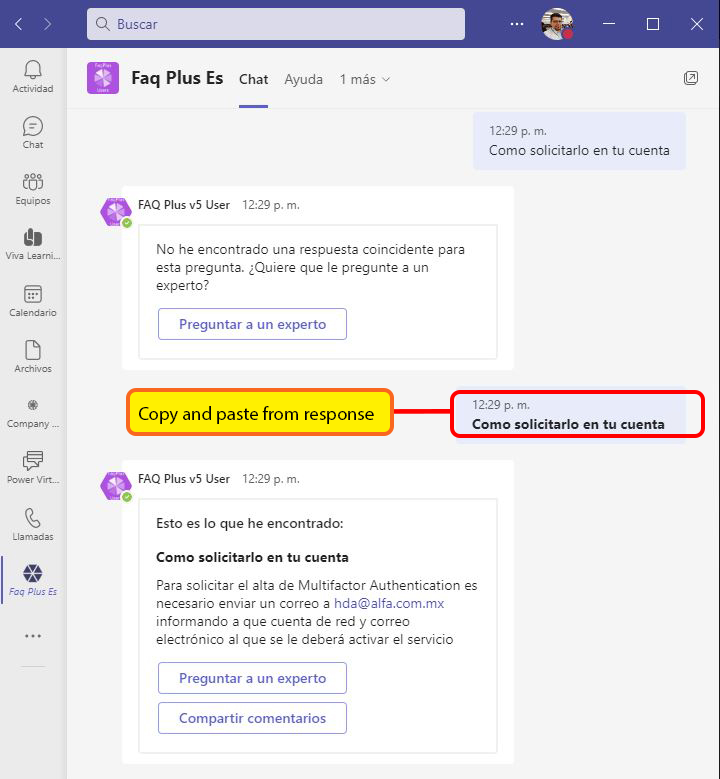 Buscar
Actividad
Chat
Equipos
Viva Learni...
Calendario
Archivos
Company ...
Power Virt...
Llamadas
Faq Plus Es
FaqPlus
Users
Faq Plus Es
Chat
Ayuda
1 más
12:29 p. m.
Como solicitarlo en tu cuenta
FAQ Plus v5 User 12:29 p. m.
No he encontrado una respuesta coincidente para
esta pregunta. ¿Quiere que le pregunte a un
experto?
Preguntar a un experto
Copy and paste from response
12:29 p. m.
Como solicitarlo en tu cuenta
FAQ Plus v5 User 12:29 p. m.
Esto es lo que he encontrado:
Como solicitarlo en tu cuenta
Para solicitar el alta de Multifactor Authentication es
necesario enviar un correo a hda@alfa.com.mx
informando a que cuenta de red y correo
electrónico al que se le deberá activar el servicio
Preguntar a un experto
Compartir comentarios